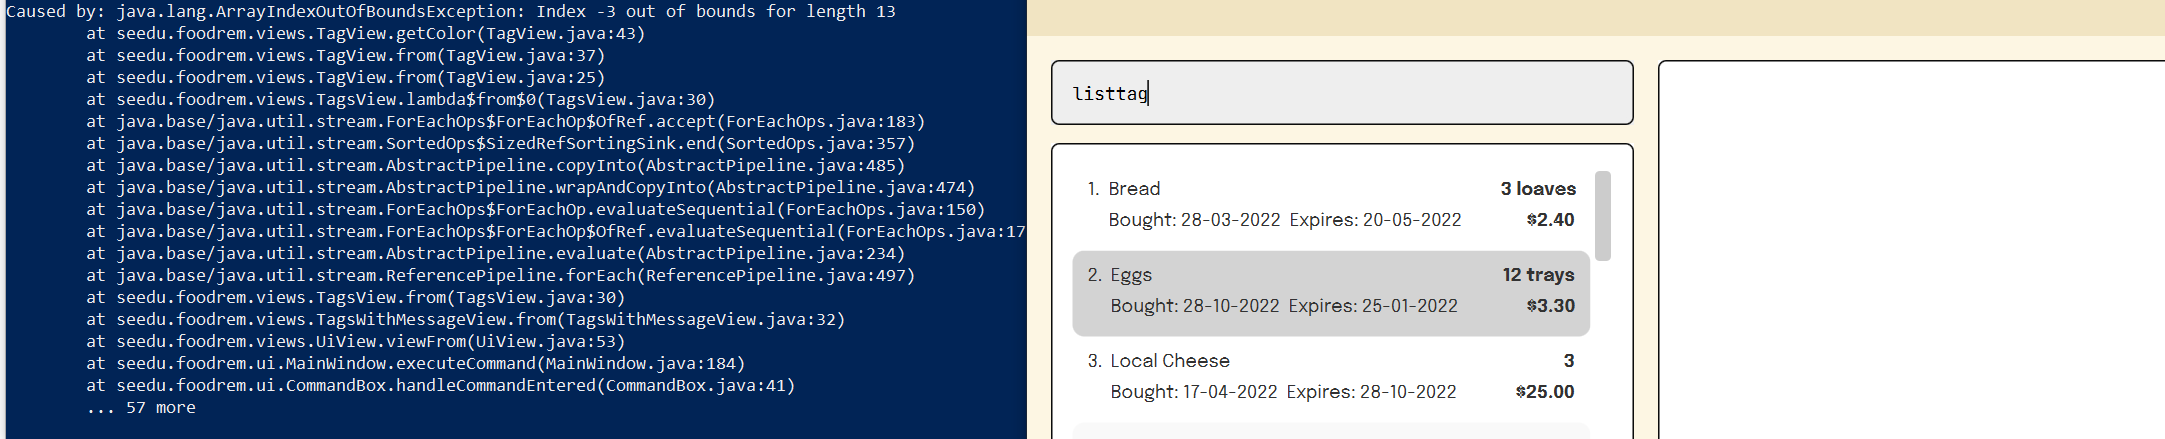 Caused by: java.lang.ArrayIndexOutOfBoundsException: Index -3 out of bounds for length 13
at seedu.foodrem.views.TagView.getColor(TagView.java:43)
at seedu.foodrem.views.TagView.from(TagView.java:37)
at seedu.foodrem.views.TagView.from(TagView.java:25)
at seedu.foodrem.views.TagsView.lambda$from$0(TagsView.java:30)
at java.base/java.util.stream.ForEachOps$ForEachOp$OfRef.accept(ForEachOps.java:183)
at java.base/java.util.stream.SortedOps$SizedRefSortingSink.end(SortedOps.java:357)
at java.base/java.util.stream.AbstractPipeline.copyInto(AbstractPipeline.java:485)
at java.base/java.util.stream.AbstractPipeline.wrapAndCopyInto(AbstractPipeline.java:474)
at java.base/java.util.stream.ForEachOps$ForEachOp.evaluateSequential(ForEachOps.java:150)
at java.base/java.util.stream.ForEachOps$ForEachOp$OfRef.evaluateSequential(ForEachOps.java:17
at java.base/java.util.stream.AbstractPipeline.evaluate(AbstractPipeline.java:234)
at java.base/java.util.stream.ReferencePipeline.forEach(ReferencePipeline.java:497)
at seedu.foodrem.views.TagsView.from(TagsView.java:30)
at seedu.foodrem.views.TagsWithMessageView.from(TagsWithMessageView.java:32)
at seedu.foodrem.views.UiView.viewFrom(UiView.java:53)
at seedu.foodrem.ui.MainWindow.executeCommand(MainWindow.java:184)
at seedu.foodrem.ui.CommandBox.handleCommandEntered(CommandBox.java:41)
... 57 more
listtag
1. Bread 3 loaves
Bought: 28-03-2022 Expires: 20-05-2022 $2.40
2. Eggs 12 trays
Bought: 28-10-2022 Expires: 25-01-2022 $3.30
3. Local Cheese 3
Bought: 17-04-2022 Expires: 28-10-2022 $25.00